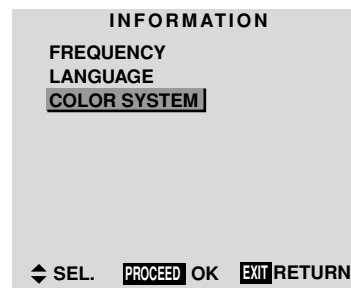 INFORMATION
FREQUENCY
LANGUAGE
COLOR SYSTEM
SEL. PROCEED OK EXIT RETURN